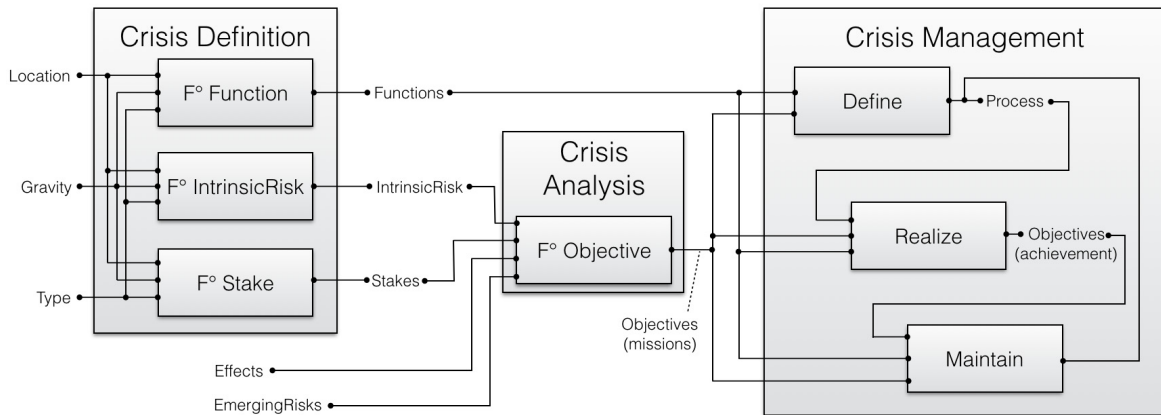 Crisis Definition
Location
F° Function
Functions
Gravity
F° IntrinsicRisk
IntrinsicRisk
Type
F° Stake
Stakes
Effects
EmergingRisks
Crisis
Analysis
F° Objective
Objectives
(missions)
Crisis Management
Define
Process
Realize
Objectives
(achievement)
Maintain